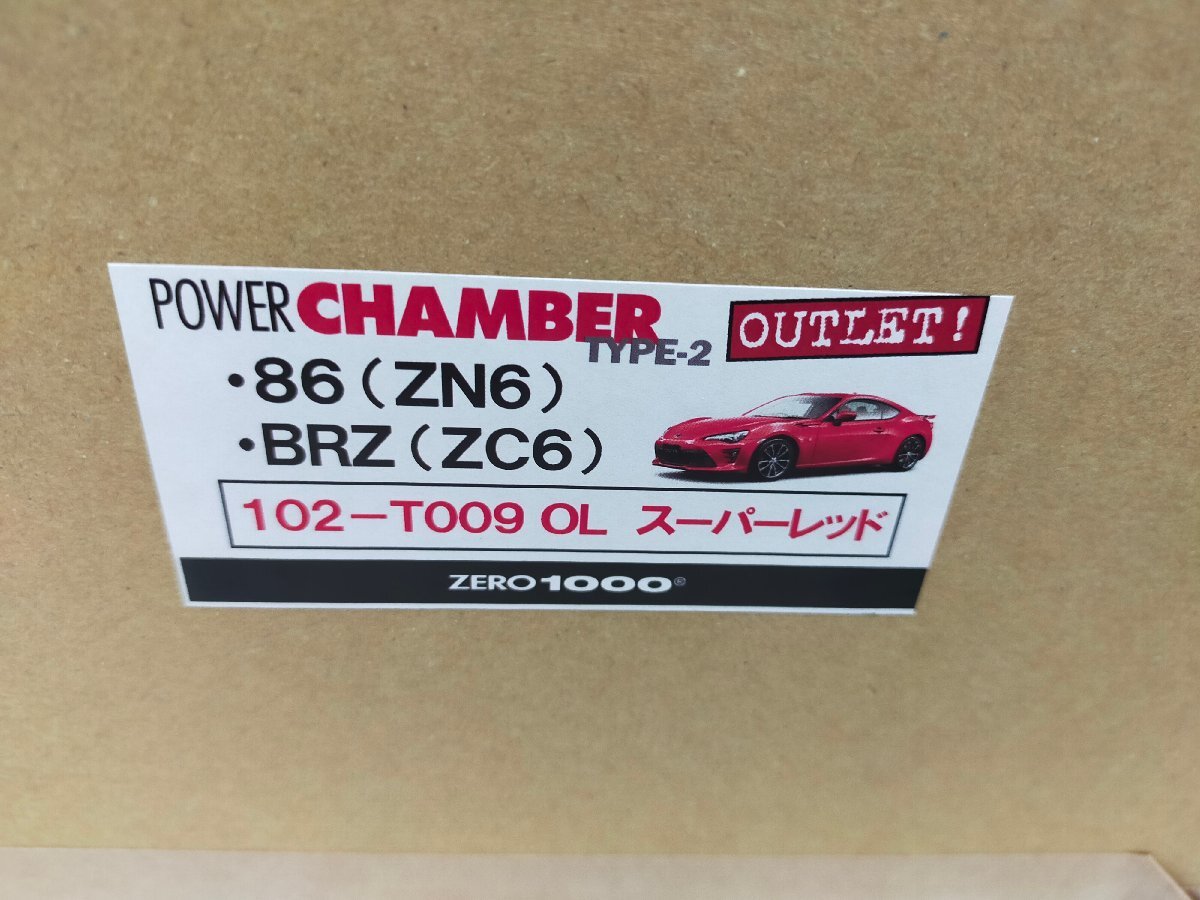 POWER CHAMBER
TYPE-2
OUTLET!
・86(ZN6)
・BRZ(ZC6)
102-T009 OL スーパーレッド
ZERO1000®